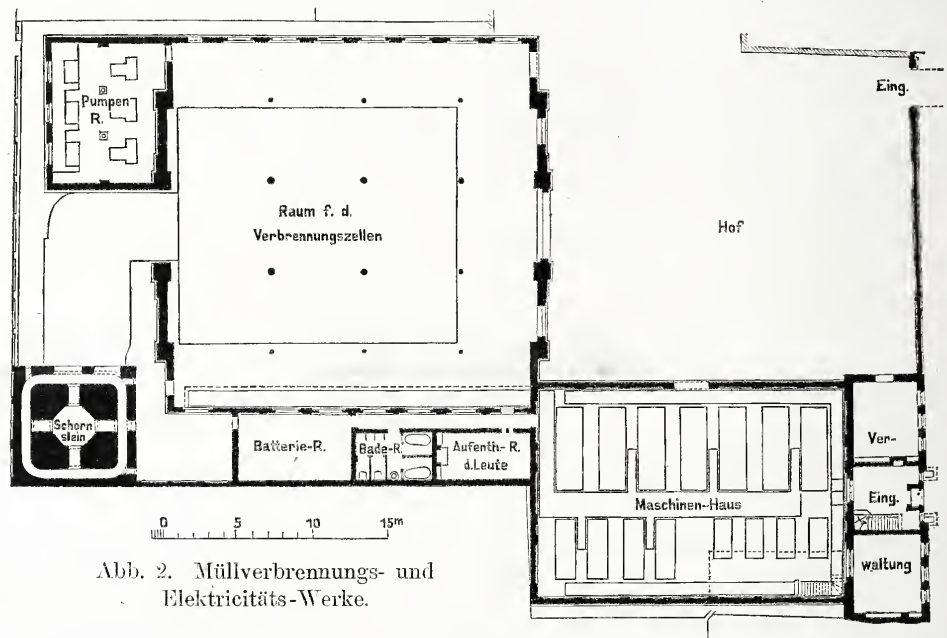 Eing.
Pumpen
R.
Raum f. d.
Verbrennungszellen
Hof
Schorn
stein
Batterie-R.
Bade-R.
Aufenth-R.
d. Leute
Ver-
Maschinen-Haus
Eing.
waltung
0 5 10 15m
Abb. 2. Müllverbrennungs- und
Elektricitäts-Werke.